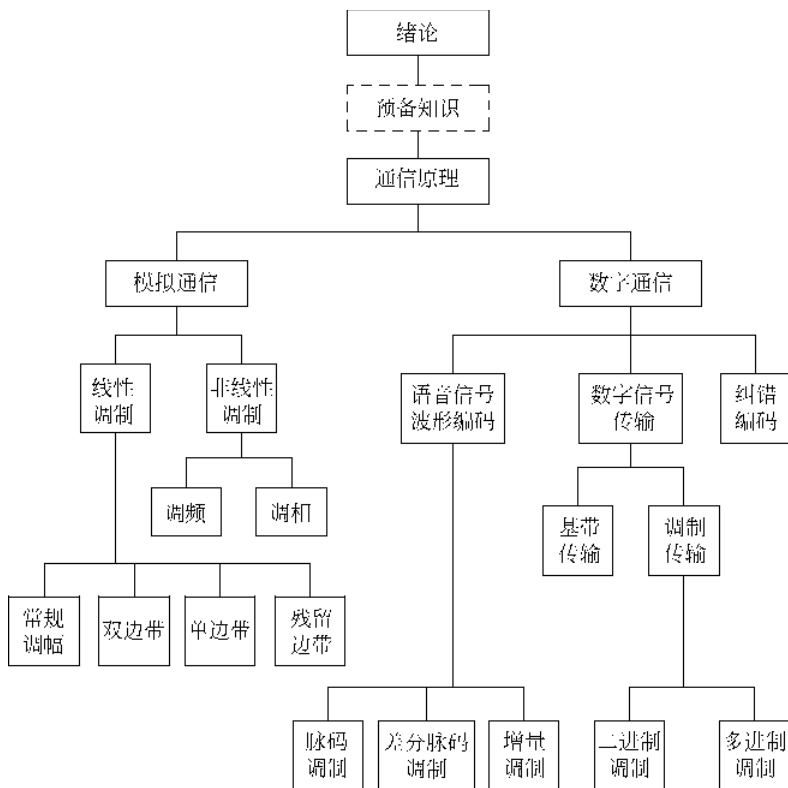 绪论
预备知识
通信原理
模拟通信
数字通信
线性
调制
非线性
调制
语音信号
波形编码
数字信号
传输
纠错
编码
调频
调相
基带
传输
调制
传输
常规
调幅
双边带
单边带
残留
边带
脉码
调制
差分脉码
调制
增量
调制
二进制
调制
多进制
调制